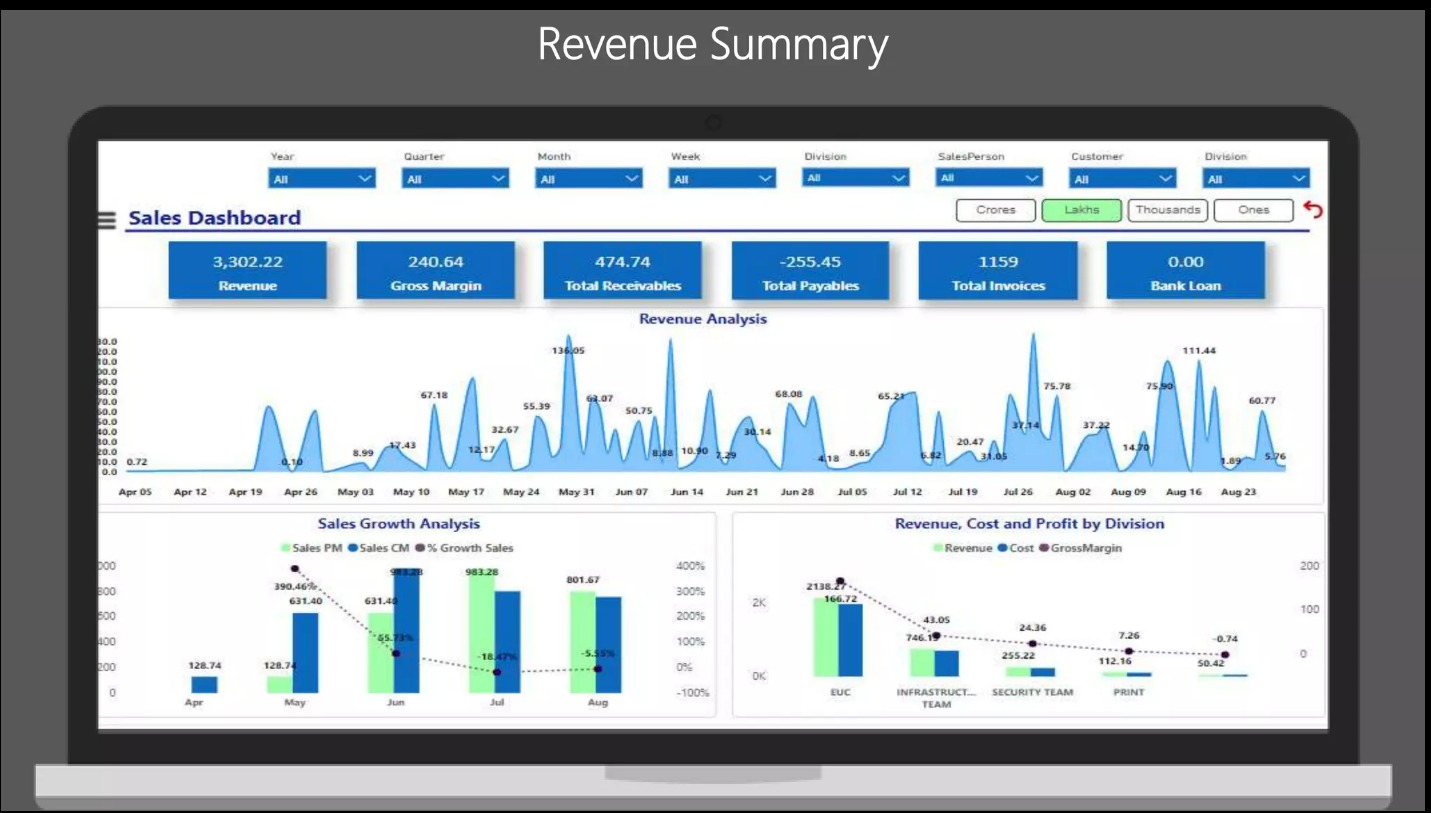 Revenue Summary
Year Quarter Month Week Division SalesPerson Customer Division
All All All All All All All All
Sales Dashboard
Crores Lakhs Thousands Ones
3,302.22 240.64 474.74 -255.45 1159 0.00
Revenue Gross Margin Total Receivables Total Payables Total Invoices Bank Loan
Revenue Analysis
136.05 111.44
67.18 55.39 63.07 50.75 68.08 65.21 75.78 75.90 60.77
0.72 0.10 8.99 17.43 12.17 32.67 8.88 10.90 7.29 30.14 4.18 8.65 6.82 20.47 31.05 37.14 37.22 14.70 1.89 5.76
30.0
20.0
10.0
00.0
90.0
80.0
70.0
60.0
50.0
40.0
30.0
20.0
10.0
0.0
Apr 05 Apr 12 Apr 19 Apr 26 May 03 May 10 May 17 May 24 May 31 Jun 07 Jun 14 Jun 21 Jun 28 Jul 05 Jul 12 Jul 19 Jul 26 Aug 02 Aug 09 Aug 16 Aug 23
Sales Growth Analysis
Sales PM Sales CM % Growth Sales
000
800
600
400
200
0
128.74 128.74 390.46% 631.40 631.40 983.28 55.73% 983.28 -18.47% 801.67 -5.55%
400%
300%
200%
100%
0%
-100%
Apr May Jun Jul Aug
Revenue, Cost and Profit by Division
Revenue Cost GrossMargin
2K
0K
2138.27 166.72 43.05 746.15 24.36 255.22 7.26 112.16 -0.74 50.42
200
100
0
EUC INFRASTRUCT... SECURITY TEAM PRINT
TEAM